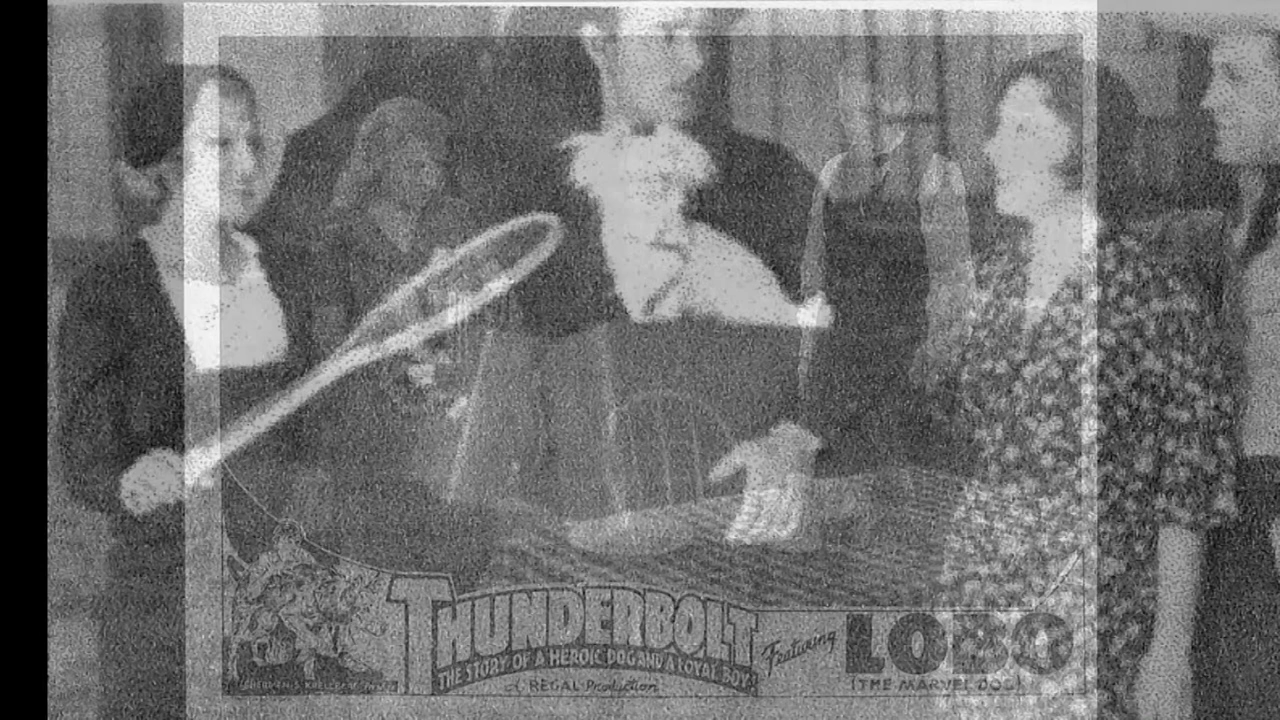 THUNDERBOLT
THE STORY OF A HEROIC DOG AND A LOYAL BOY
A REGAL Production
Featuring
LOBO
(THE MARVEL DOG)